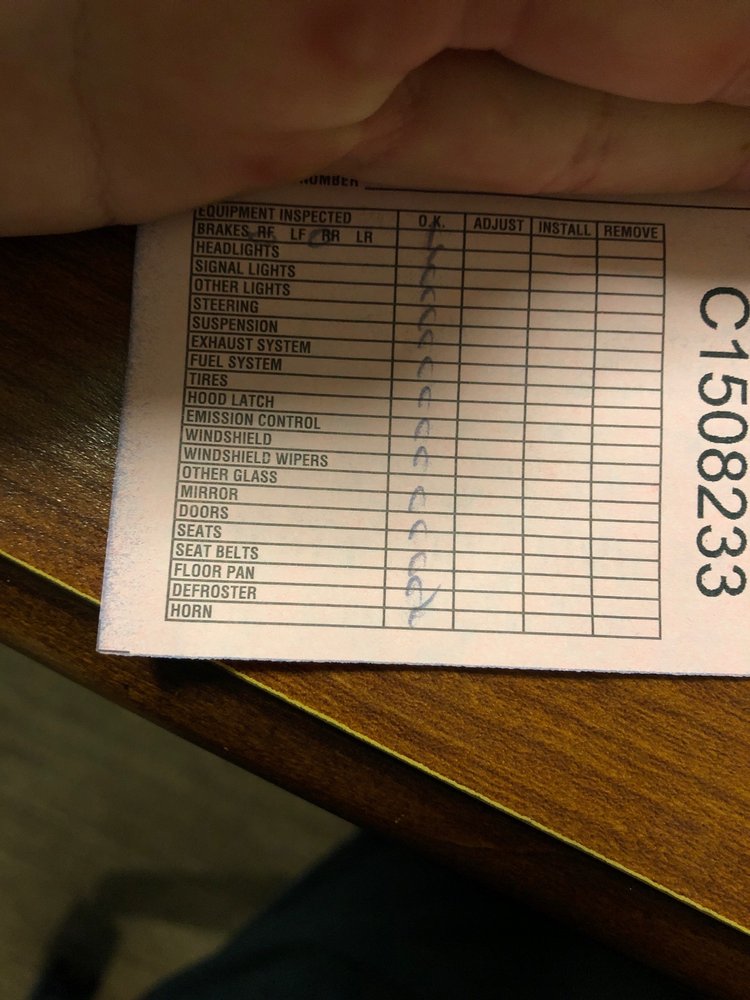 NUMBER
EQUIPMENT INSPECTED O.K. ADJUST INSTALL REMOVE
BRAKES RF LF RR LR
HEADLIGHTS
SIGNAL LIGHTS
OTHER LIGHTS
STEERING
SUSPENSION
EXHAUST SYSTEM
FUEL SYSTEM
TIRES
HOOD LATCH
EMISSION CONTROL
WINDSHIELD
WINDSHIELD WIPERS
OTHER GLASS
MIRROR
DOORS
SEATS
SEAT BELTS
FLOOR PAN
DEFROSTER
HORN
C1508233